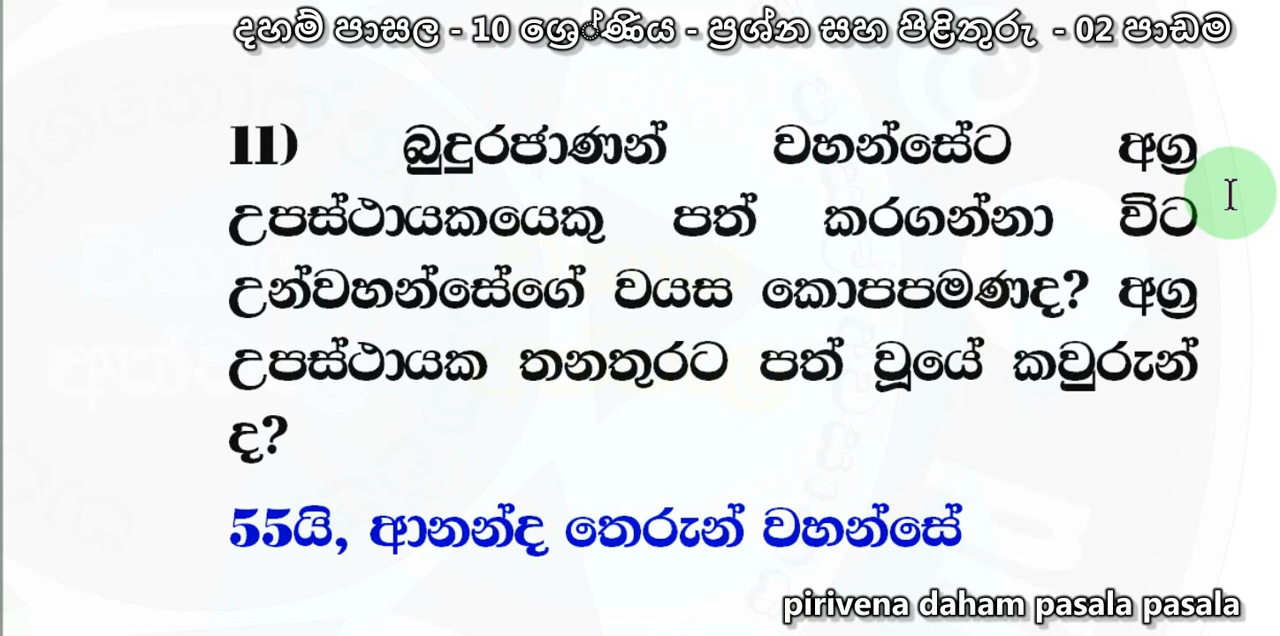 දහම් පාසල - 10 ශ්‍රේණිය - ප්‍රශ්න සහ පිළිතුරු - 02 පාඩම
11) බුදුරජාණන් වහන්සේට අග්‍ර
උපස්ථායකයෙකු පත් කරගන්නා විට
උන්වහන්සේගේ වයස කොපපමණද? අග්‍ර
උපස්ථායක තනතුරට පත් වූයේ කවුරුන්
ද?
55යි, ආනන්ද තෙරුන් වහන්සේ
pirivena daham pasala pasala